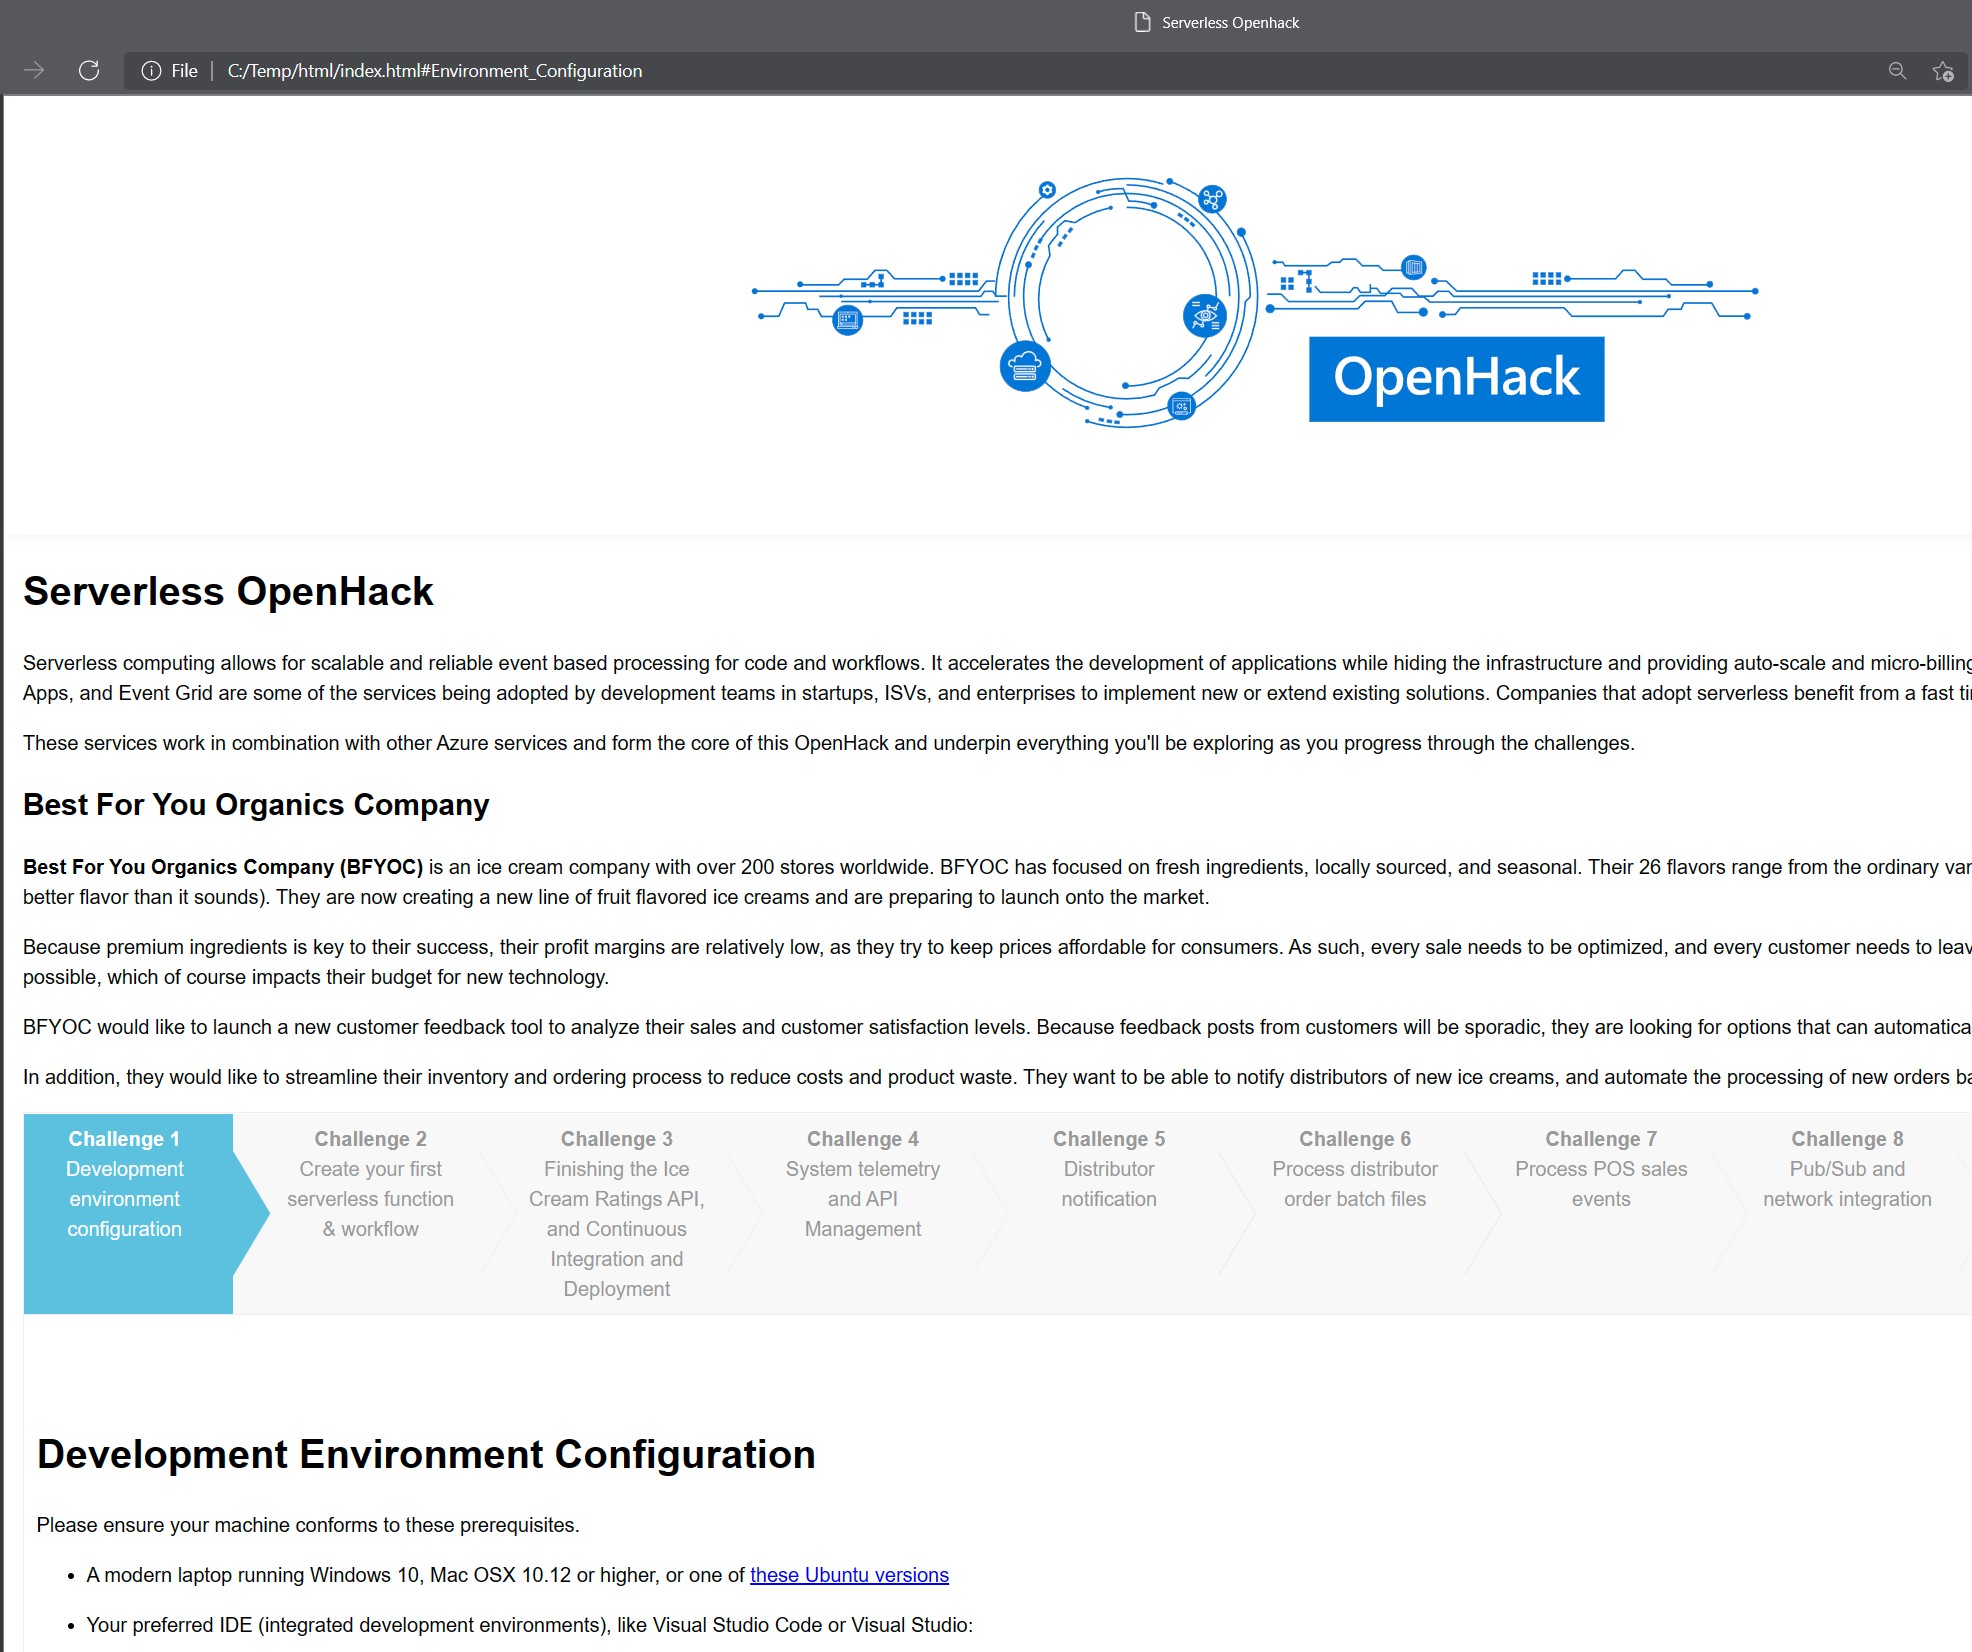 Serverless Openhack
File
C:/Temp/html/index.html#Environment_Configuration
OpenHack
Serverless OpenHack
Serverless computing allows for scalable and reliable event based processing for code and workflows. It accelerates the development of applications while hiding the infrastructure and providing auto-scale and micro-billing
Apps, and Event Grid are some of the services being adopted by development teams in startups, ISVs, and enterprises to implement new or extend existing solutions. Companies that adopt serverless benefit from a fast
These services work in combination with other Azure services and form the core of this OpenHack and underpin everything you'll be exploring as you progress through the challenges.
Best For You Organics Company
Best For You Organics Company (BFYOC) is an ice cream company with over 200 stores worldwide. BFYOC has focused on fresh ingredients, locally sourced, and seasonal. Their 26 flavors range from the ordinary
better flavor than it sounds). They are now creating a new line of fruit flavored ice creams and are preparing to launch onto the market.
Because premium ingredients is key to their success, their profit margins are relatively low, as they try to keep prices affordable for consumers. As such, every sale needs to be optimized, and every customer needs to
possible, which of course impacts their budget for new technology.
BFYOC would like to launch a new customer feedback tool to analyze their sales and customer satisfaction levels. Because feedback posts from customers will be sporadic, they are looking for options that can
In addition, they would like to streamline their inventory and ordering process to reduce costs and product waste. They want to be able to notify distributors of new ice creams, and automate the processing of new orders
Challenge 1
Development
environment
configuration
Challenge 2
Create your first
serverless function
& workflow
Challenge 3
Finishing the Ice
Cream Ratings API,
and Continuous
Integration and
Deployment
Challenge 4
System telemetry
and API
Management
Challenge 5
Distributor
notification
Challenge 6
Process distributor
order batch files
Challenge 7
Process POS sales
events
Challenge 8
Pub/Sub and
network integration
Development Environment Configuration
Please ensure your machine conforms to these prerequisites.
• A modern laptop running Windows 10, Mac OSX 10.12 or higher, or one of these Ubuntu versions
• Your preferred IDE (integrated development environments), like Visual Studio Code or Visual Studio: